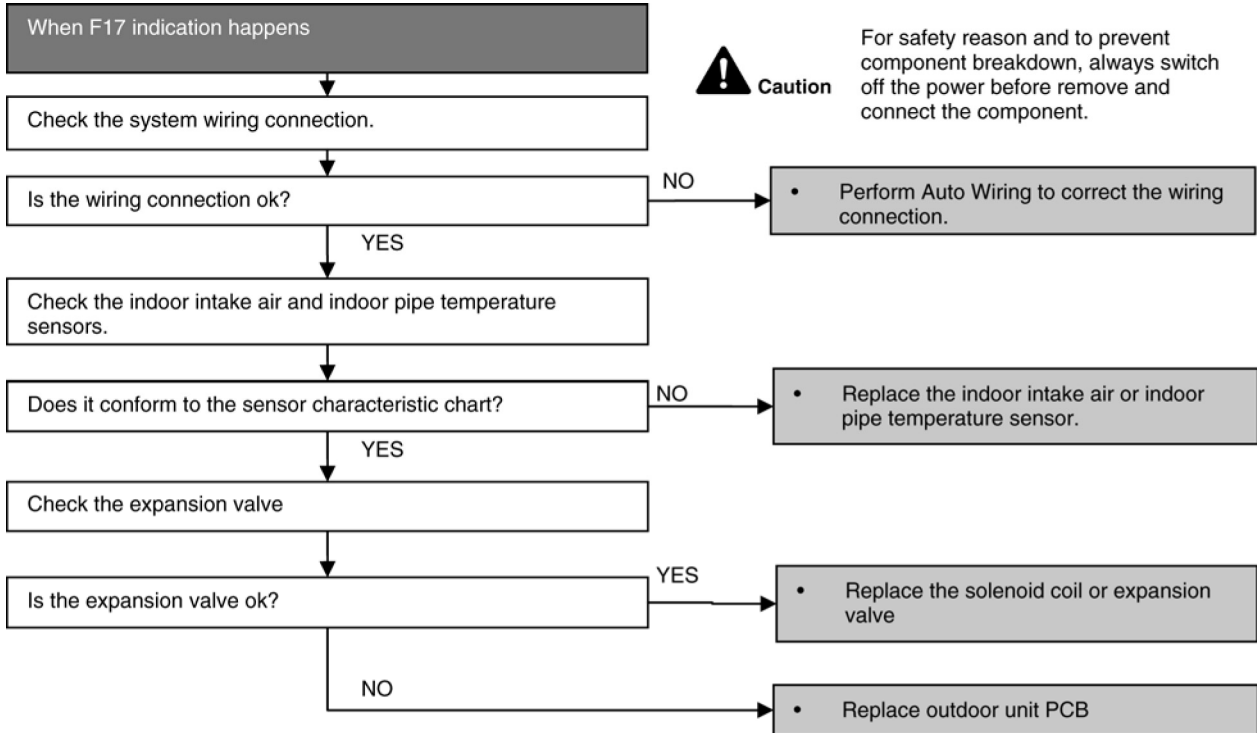 When F17 indication happens
Caution
For safety reason and to prevent
component breakdown, always switch
off the power before remove and
connect the component.
Check the system wiring connection.
Is the wiring connection ok?
NO
• Perform Auto Wiring to correct the wiring
connection.
YES
Check the indoor intake air and indoor pipe temperature
sensors.
Does it conform to the sensor characteristic chart?
NO
• Replace the indoor intake air or indoor
pipe temperature sensor.
YES
Check the expansion valve
Is the expansion valve ok?
YES
• Replace the solenoid coil or expansion
valve
NO
• Replace outdoor unit PCB